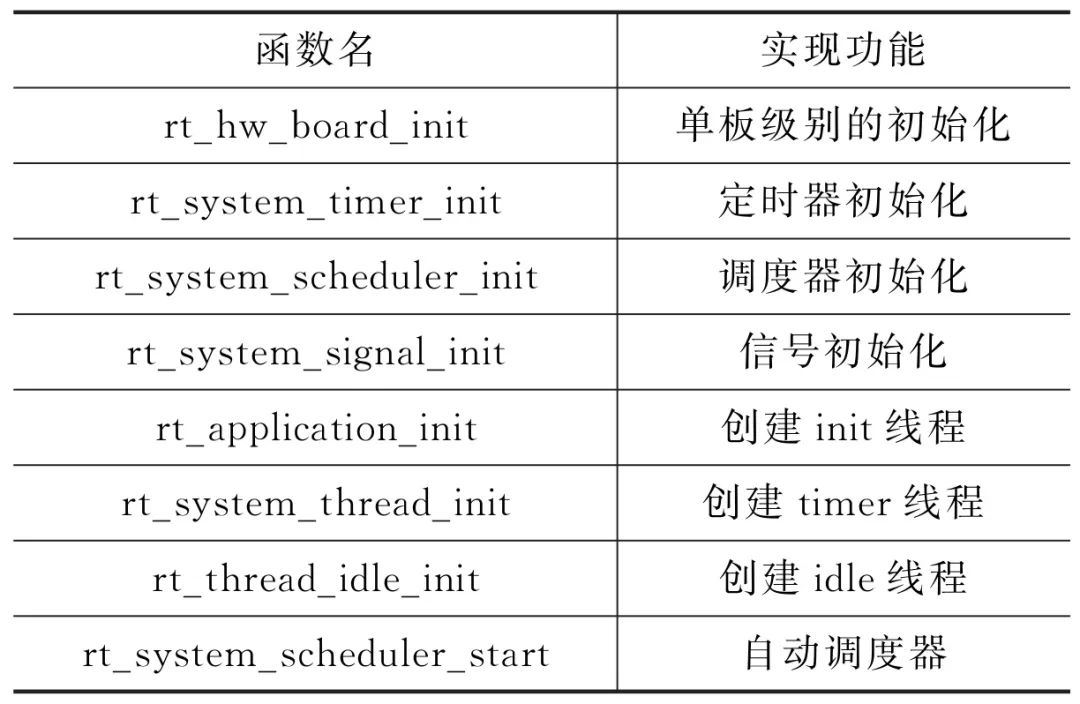 函数名 实现功能
rt_hw_board_init 单板级别的初始化
rt_system_timer_init 定时器初始化
rt_system_scheduler_init 调度器初始化
rt_system_signal_init 信号初始化
rt_application_init 创建 init 线程
rt_system_thread_init 创建 timer 线程
rt_thread_idle_init 创建 idle 线程
rt_system_scheduler_start 自动调度器